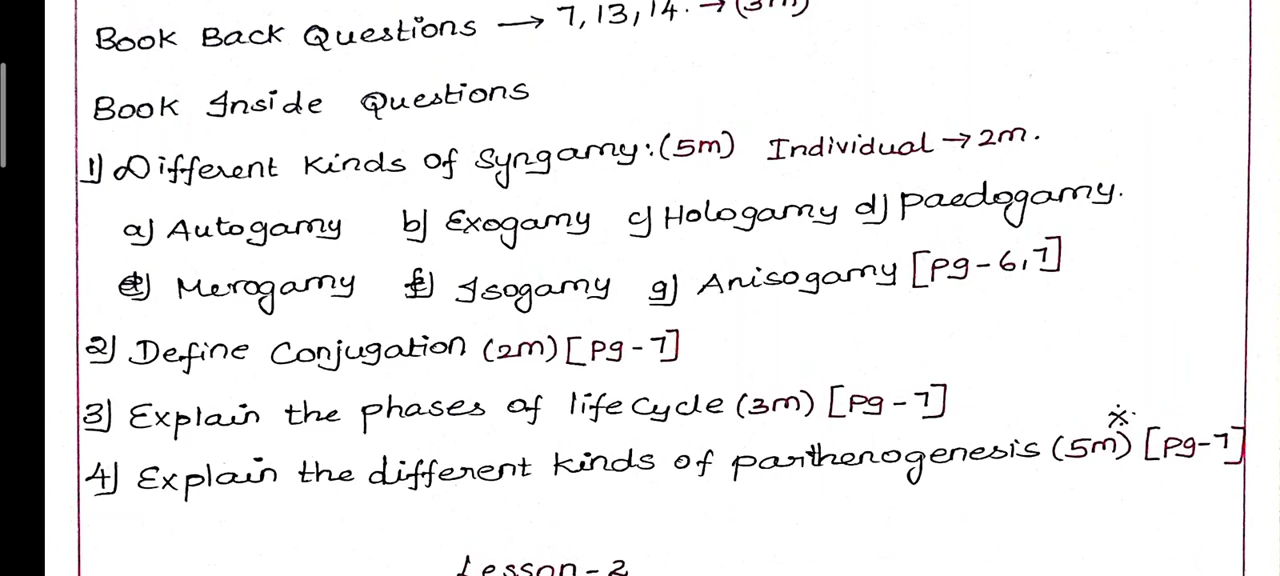 Book Back Questions → 7, 13, 14. → (3m)
Book Inside Questions
1) Different kinds of Syngamy: (5m) Individual → 2m.
a) Autogamy b) Exogamy c) Hologamy d) Paedogamy.
e) Merogamy f) Isogamy g) Anisogamy [Pg-6,7]
2) Define Conjugation (2m) [Pg-7]
3) Explain the phases of life cycle (3m) [Pg-7]
4) Explain the different kinds of parthenogenesis (5m) [Pg-7]
Lesson-2